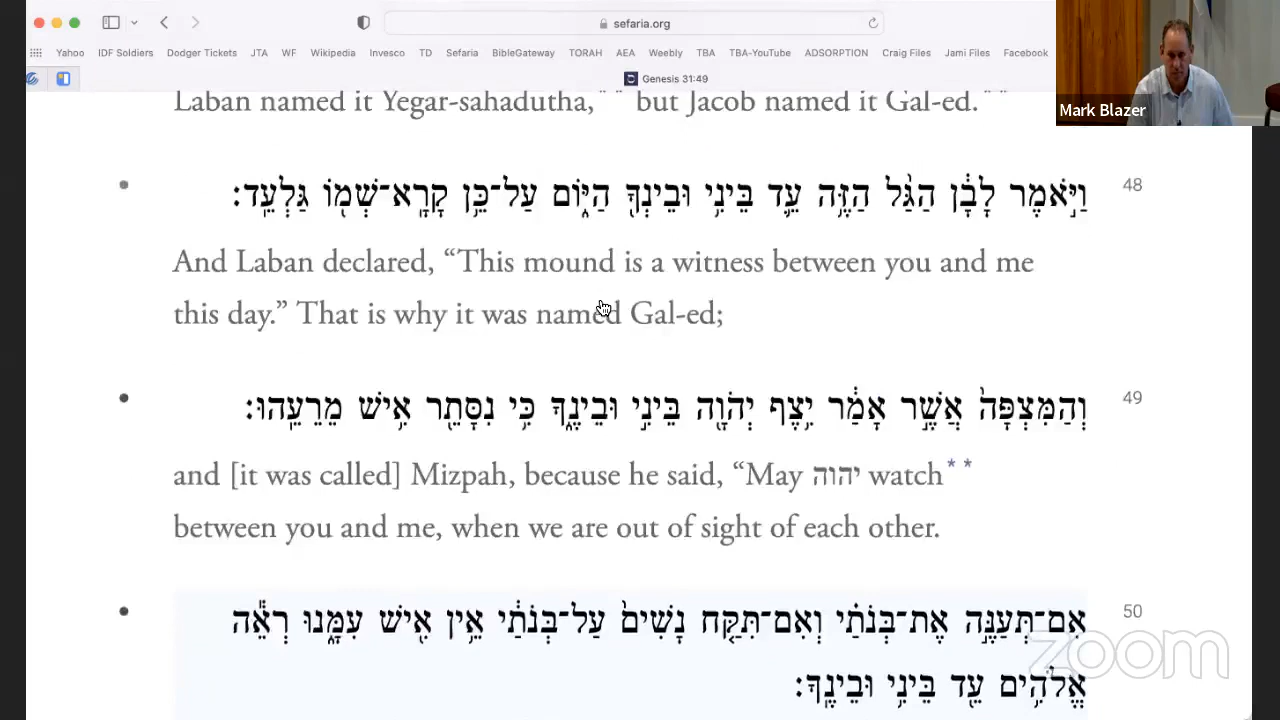 sefaria.org
Yahoo IDF Soldiers Dodger Tickets JTA WF Wikipedia Invesco TD Sefaria BibleGateway TORAH AEA Weebly TBA TBA-YouTube ADSORPTION Craig Files Jami Files Facebook
Genesis 31:49
Mark Blazer
Laban named it Yegar-sahadutha,** but Jacob named it Gal-ed.**
48
וַיֹּ֣אמֶר לָבָ֔ן הַגַּ֨ל הַזֶּ֥ה עֵ֛ד בֵּינִ֥י וּבֵינְךָ֖ הַיּ֑וֹם עַל־כֵּ֥ן קָרָֽא־שְׁמ֖וֹ גַּלְעֵֽד׃
And Laban declared, “This mound is a witness between you and me
this day.” That is why it was named Gal-ed;
49
וְהַמִּצְפָּה֙ אֲשֶׁ֣ר אָמַ֔ר יִ֥צֶף יְהֹוָ֖ה בֵּינִ֣י וּבֵינֶ֑ךָ כִּ֥י נִסָּתֵ֖ר אִ֥ישׁ מֵרֵעֵֽהוּ׃
and [it was called] Mizpah, because he said, “May יהוה watch**
between you and me, when we are out of sight of each other.
50
אִם־תְּעַנֶּ֣ה אֶת־בְּנֹתַ֗י וְאִם־תִּקַּ֤ח נָשִׁים֙ עַל־בְּנֹתַ֔י אֵ֥ין אִ֖ישׁ עִמָּ֑נוּ רְאֵ֕ה
אֱלֹהִ֥ים עֵ֖ד בֵּינִ֥י וּבֵינֶֽךָ׃
zoom